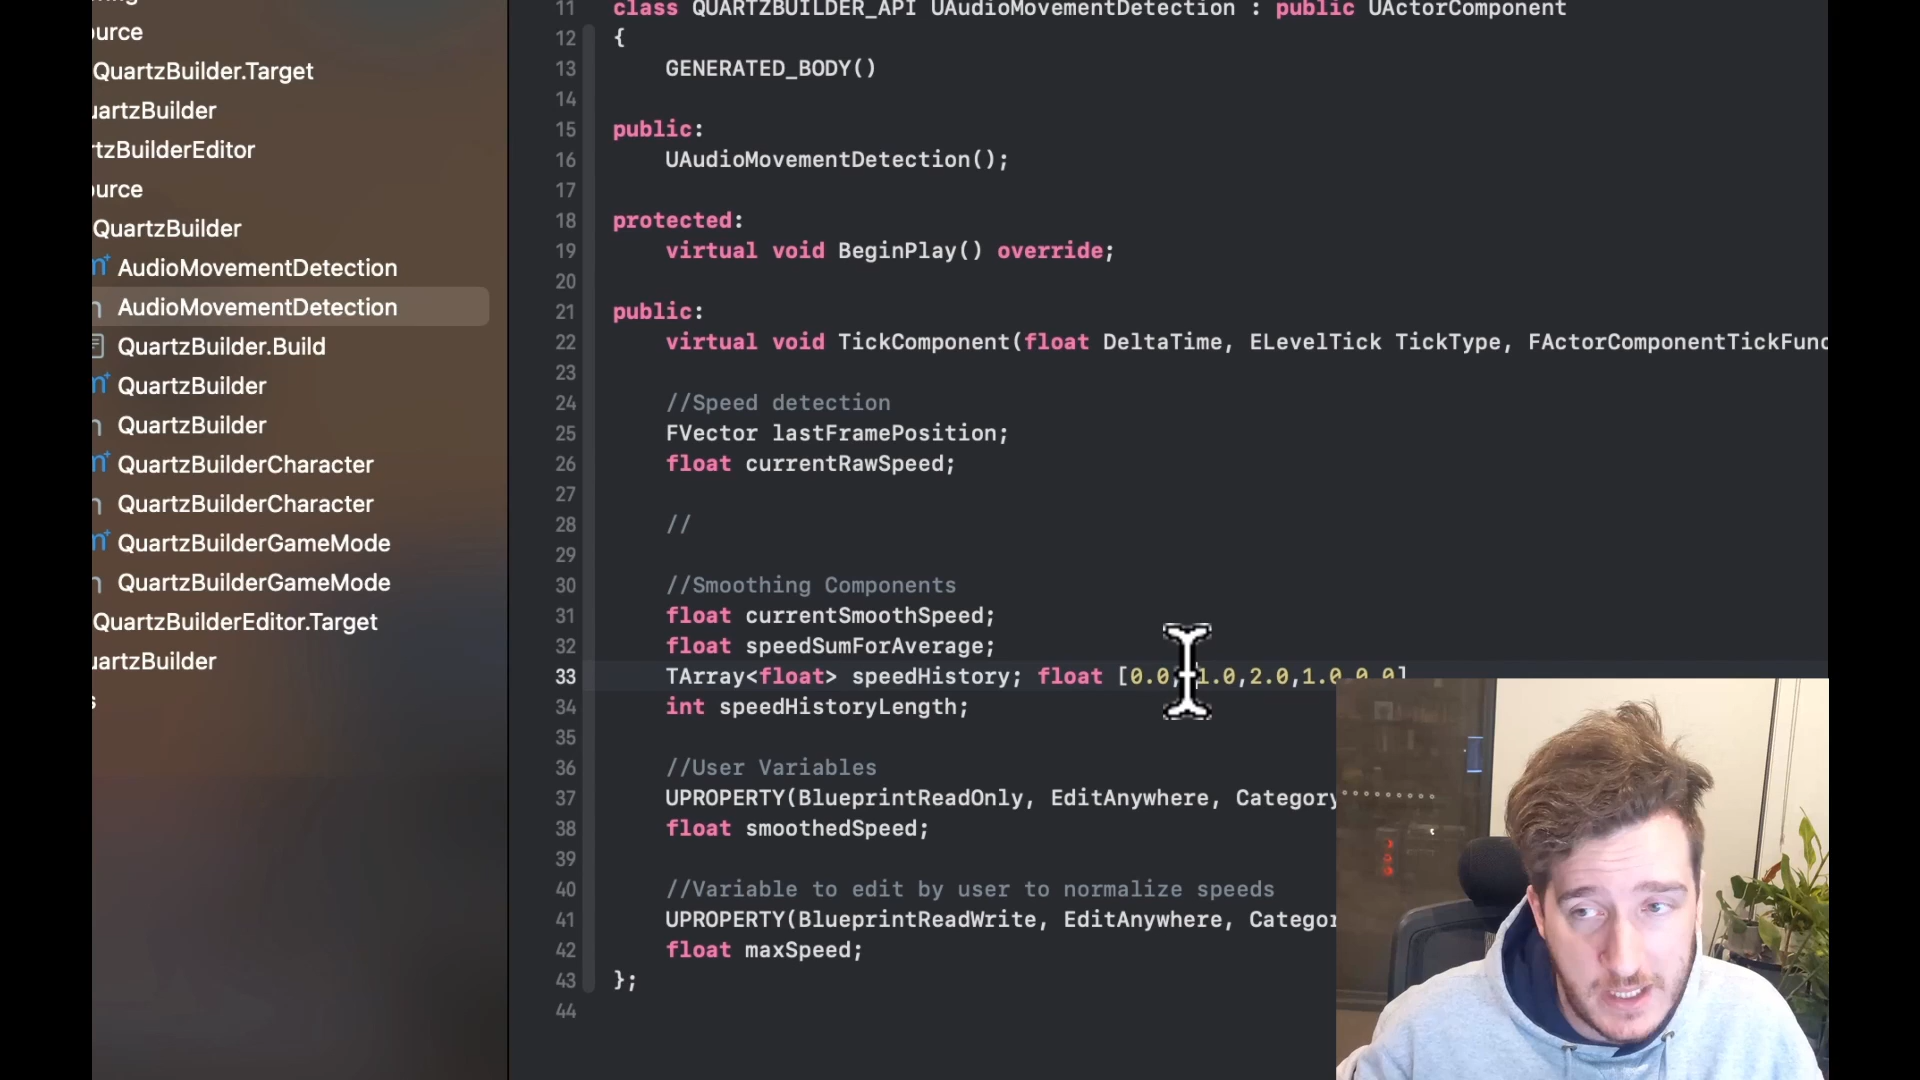 ource
QuartzBuilder.Target
uartzBuilder
rtzBuilderEditor
ource
QuartzBuilder
AudioMovementDetection
AudioMovementDetection
QuartzBuilder.Build
QuartzBuilder
QuartzBuilder
QuartzBuilderCharacter
QuartzBuilderCharacter
QuartzBuilderGameMode
QuartzBuilderGameMode
QuartzBuilderEditor.Target
uartzBuilder
s
11 class QUARTZBUILDER_API UAudioMovementDetection : public UActorComponent
12 {
13 GENERATED_BODY()
14
15 public:
16 UAudioMovementDetection();
17
18 protected:
19 virtual void BeginPlay() override;
20
21 public:
22 virtual void TickComponent(float DeltaTime, ELevelTick TickType, FActorComponentTickFunc
23
24 //Speed detection
25 FVector lastFramePosition;
26 float currentRawSpeed;
27
28 //
29
30 //Smoothing Components
31 float currentSmoothSpeed;
32 float speedSumForAverage;
33 TArray<float> speedHistory; float [0.0, 1.0,2.0,1.0,0.0]
34 int speedHistoryLength;
35
36 //User Variables
37 UPROPERTY(BlueprintReadOnly, EditAnywhere, Category
38 float smoothedSpeed;
39
40 //Variable to edit by user to normalize speeds
41 UPROPERTY(BlueprintReadWrite, EditAnywhere, Categor
42 float maxSpeed;
43 };
44